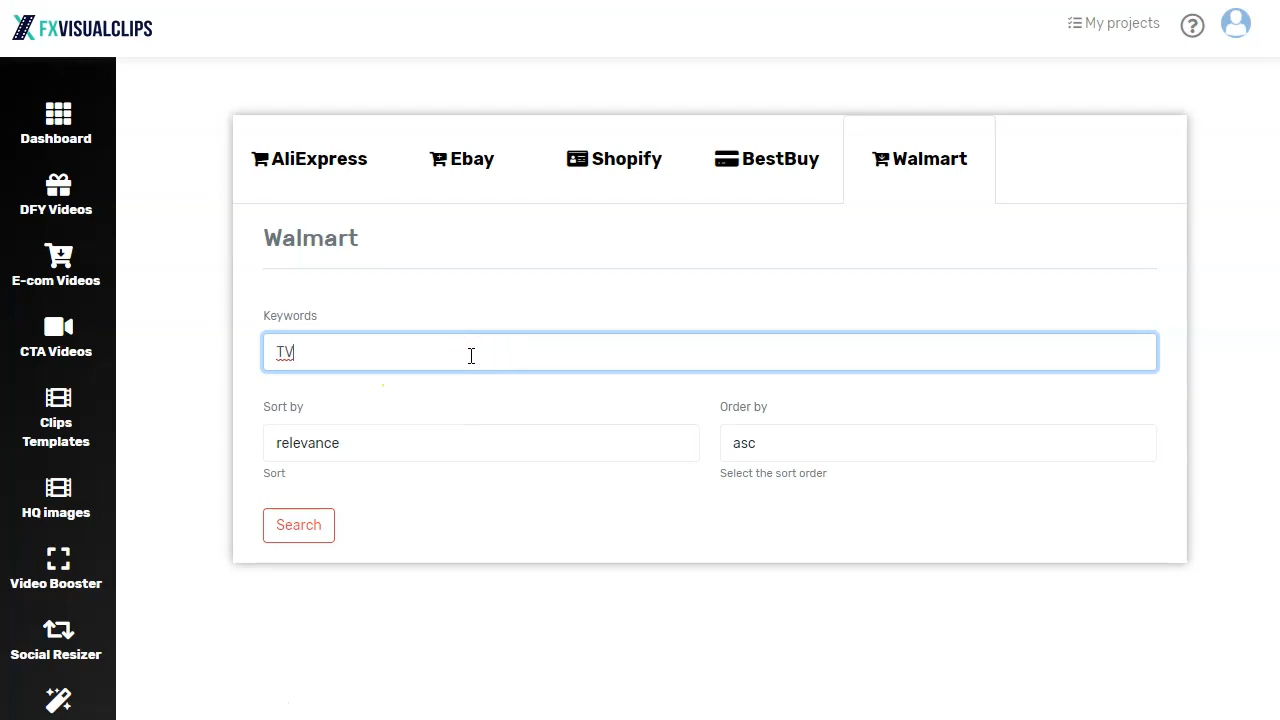 FXVISUALCLIPS
My projects
?
Dashboard
DFY Videos
E-com Videos
CTA Videos
Clips
Templates
HQ images
Video Booster
Social Resizer
AliExpress
Ebay
Shopify
BestBuy
Walmart
Walmart
Keywords
TV
Sort by
Order by
relevance
asc
Sort
Select the sort order
Search